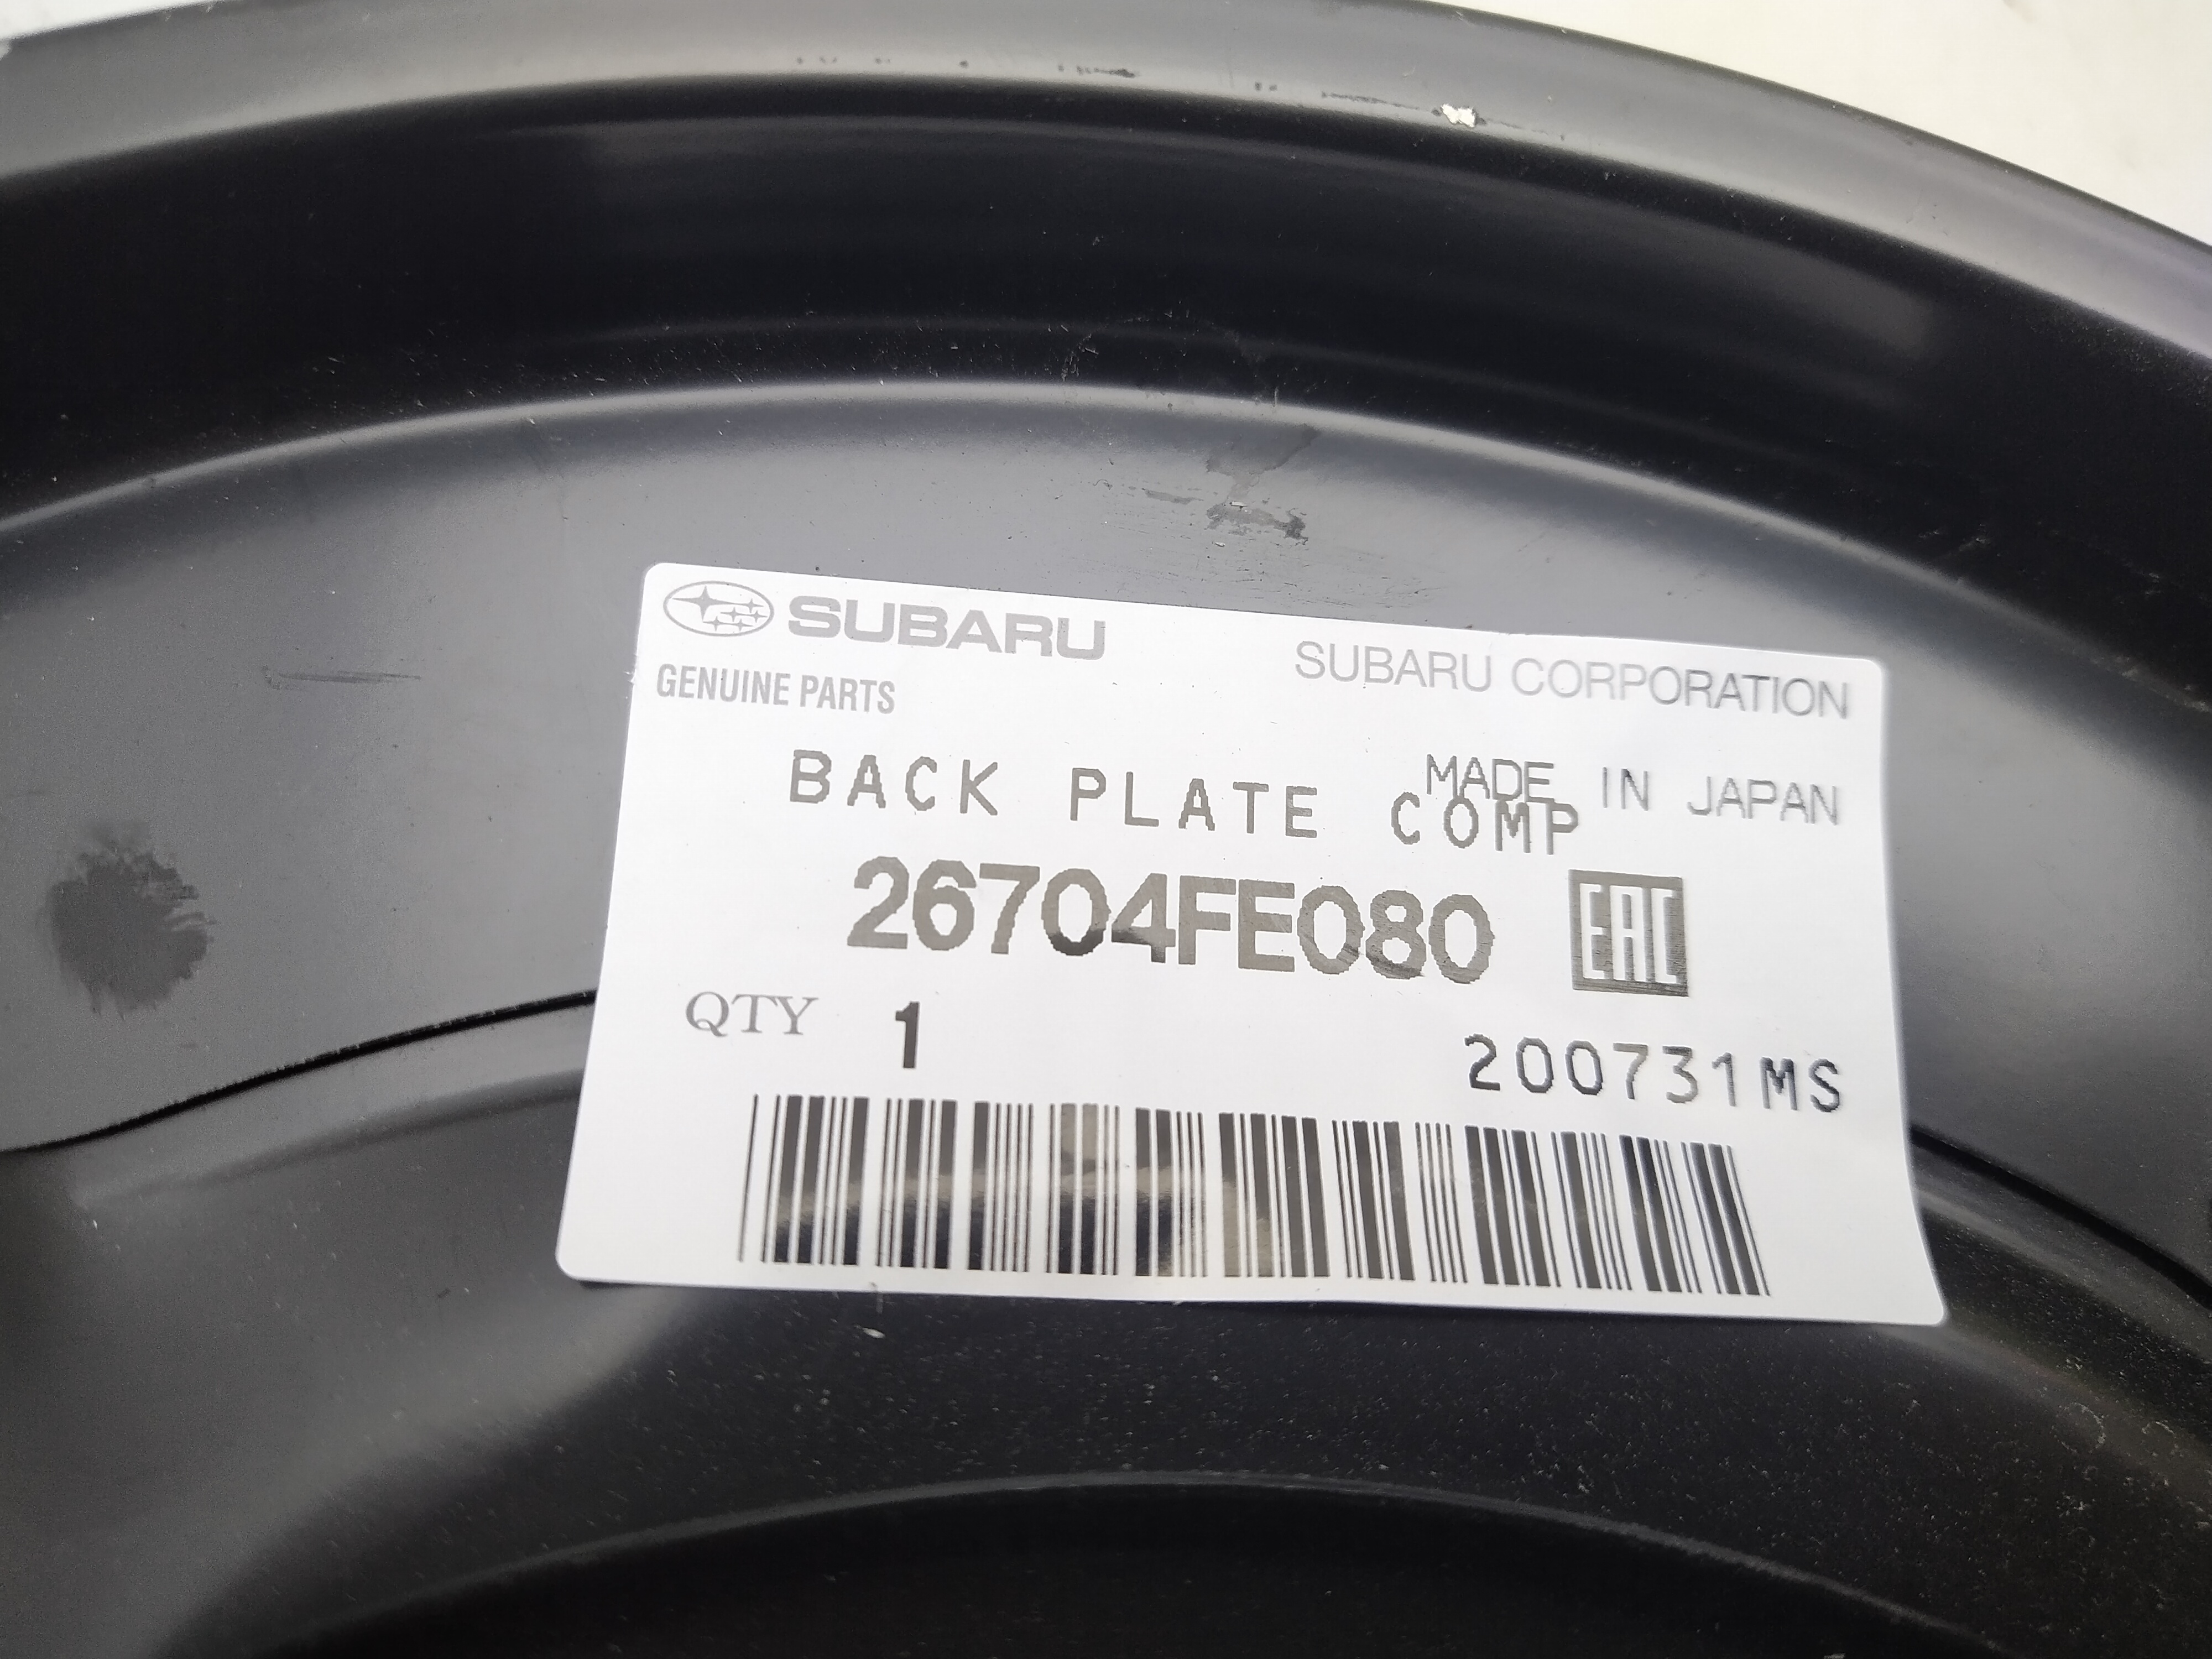 SUBARU
SUBARU CORPORATION
GENUINE PARTS
MADE IN JAPAN
BACK PLATE COMP
26704FE080
EAC
QTY 1
200731MS